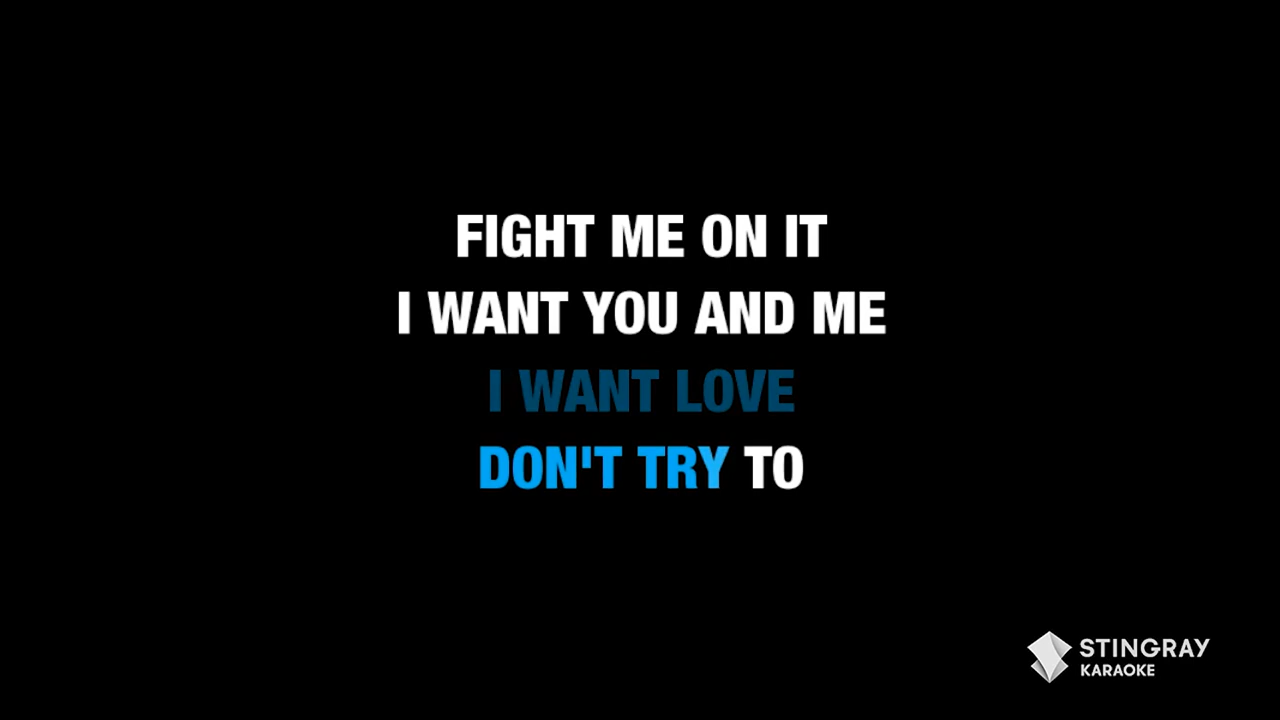 FIGHT ME ON IT
I WANT YOU AND ME
I WANT LOVE
DON'T TRY TO
STINGRAY
KARAOKE